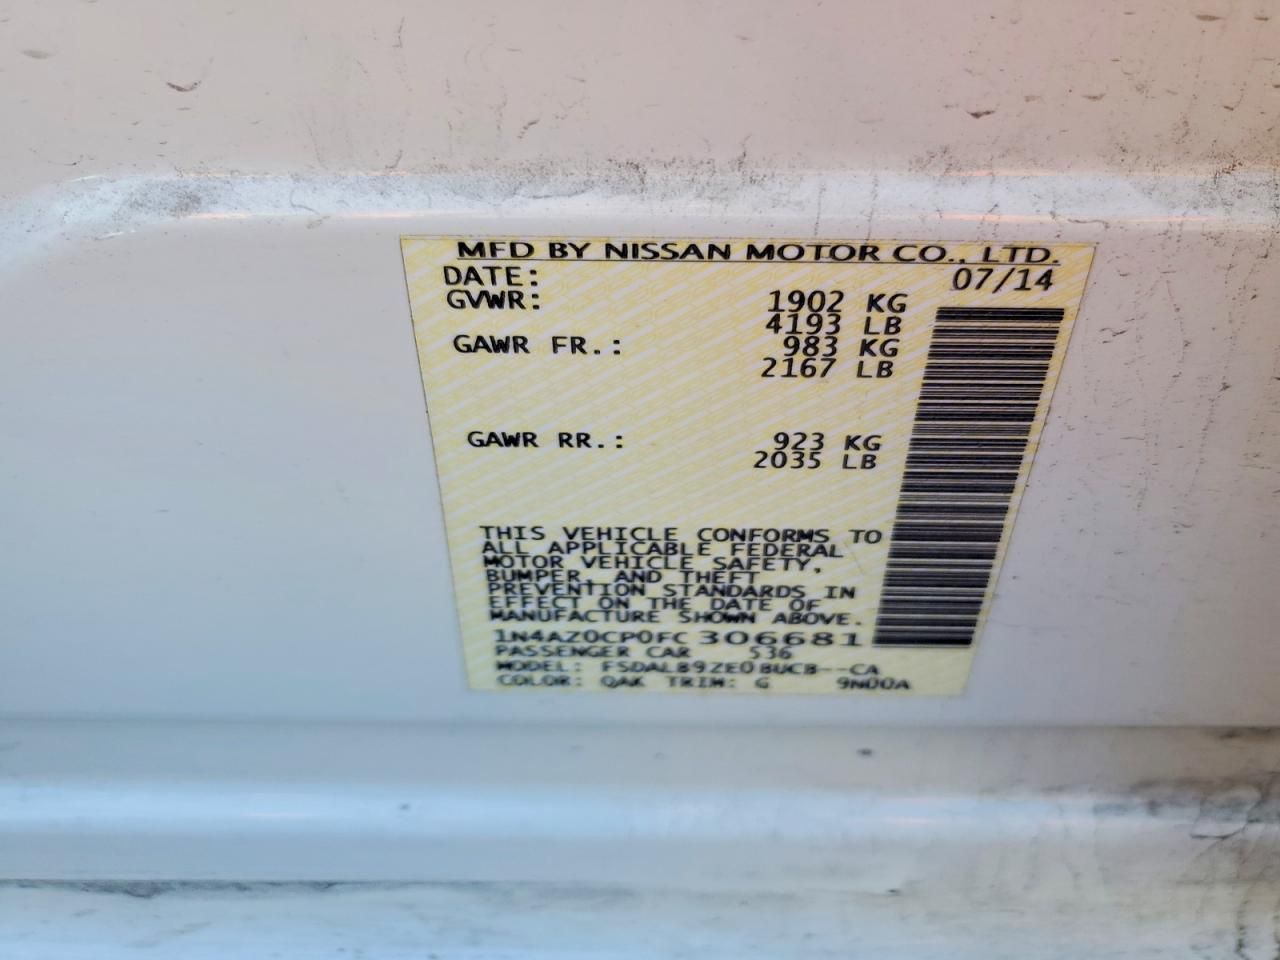 MFD BY NISSAN MOTOR CO., LTD.
DATE: 07/14
GVWR: 1902 KG
4193 LB
GAWR FR.: 983 KG
2167 LB
GAWR RR.: 923 KG
2035 LB
THIS VEHICLE CONFORMS TO
ALL APPLICABLE FEDERAL
MOTOR VEHICLE SAFETY,
BUMPER, AND THEFT
PREVENTION STANDARDS IN
EFFECT ON THE DATE OF
MANUFACTURE SHOWN ABOVE.
1N4AZ0CP0FC306681
PASSENGER CAR 536
MODEL: FSDALB9ZE0BUCB--CA
COLOR: QAK TRIM: G 9N00A